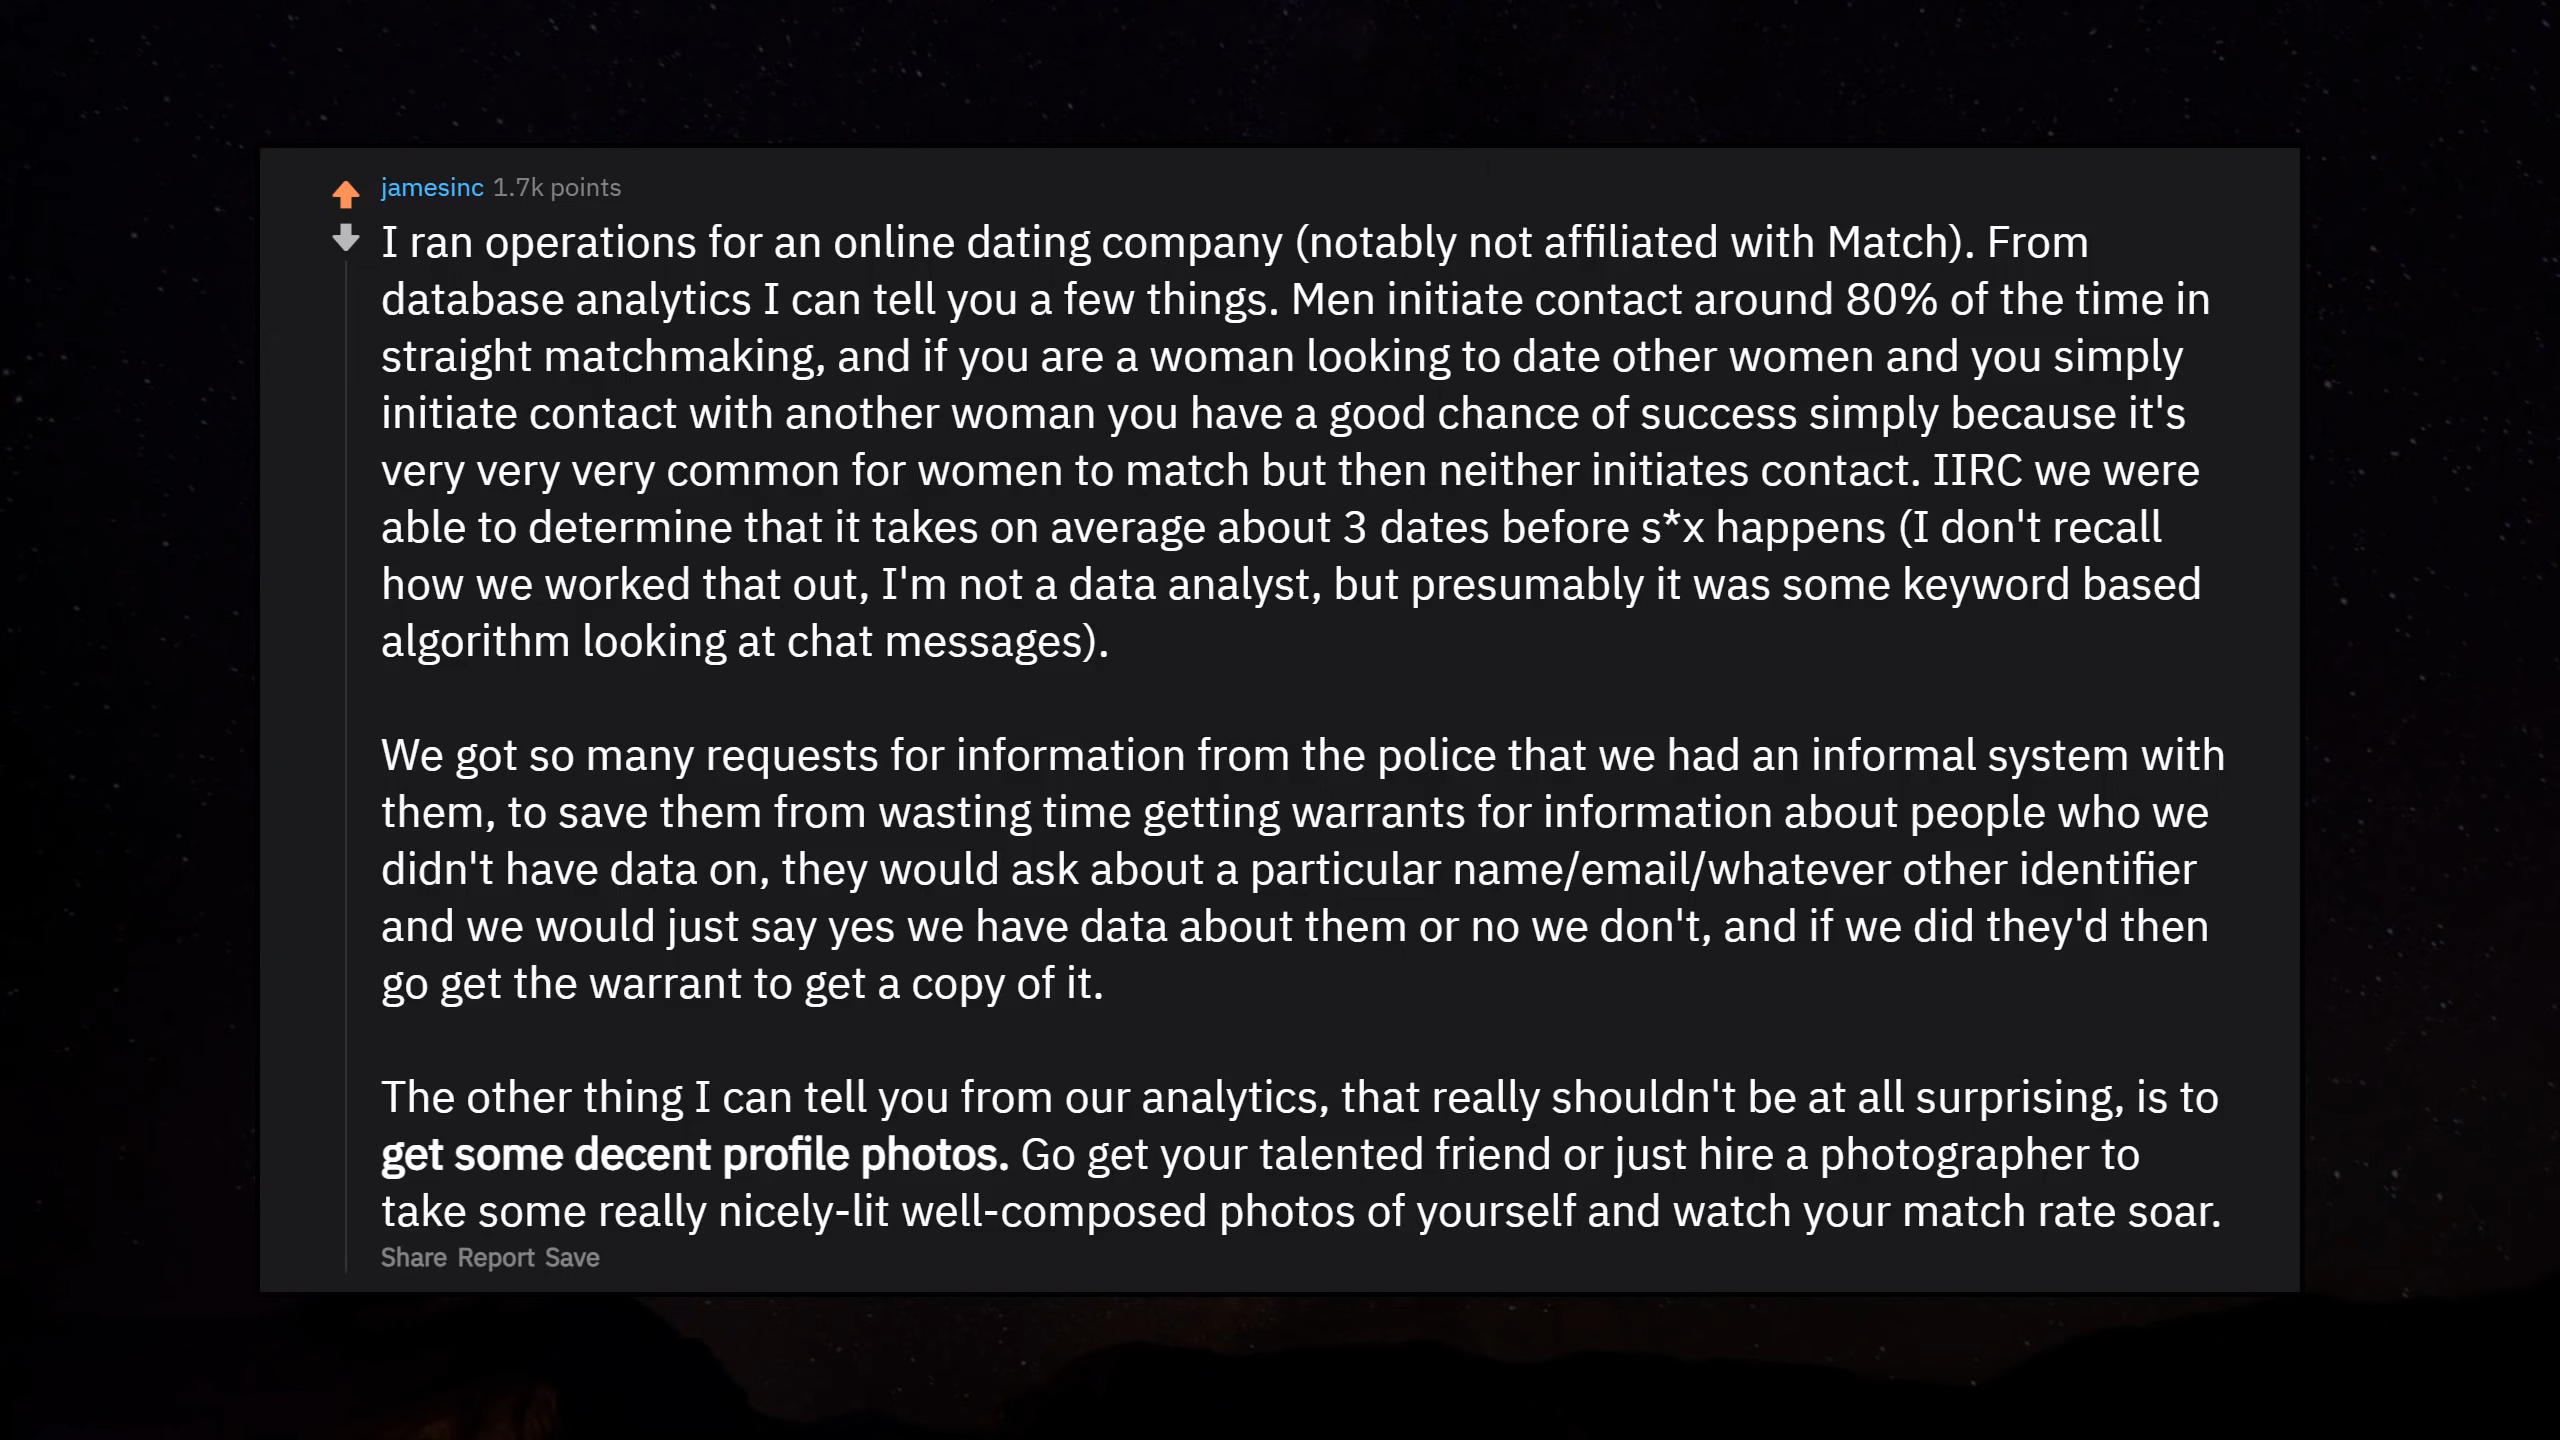 jamesinc 1.7k points
I ran operations for an online dating company (notably not affiliated with Match). From
database analytics I can tell you a few things. Men initiate contact around 80% of the time in
straight matchmaking, and if you are a woman looking to date other women and you simply
initiate contact with another woman you have a good chance of success simply because it's
very very very common for women to match but then neither initiates contact. IIRC we were
able to determine that it takes on average about 3 dates before s*x happens (I don't recall
how we worked that out, I'm not a data analyst, but presumably it was some keyword based
algorithm looking at chat messages).
We got so many requests for information from the police that we had an informal system with
them, to save them from wasting time getting warrants for information about people who we
didn't have data on, they would ask about a particular name/email/whatever other identifier
and we would just say yes we have data about them or no we don't, and if we did they'd then
go get the warrant to get a copy of it.
The other thing I can tell you from our analytics, that really shouldn't be at all surprising, is to
get some decent profile photos. Go get your talented friend or just hire a photographer to
take some really nicely-lit well-composed photos of yourself and watch your match rate soar.
Share Report Save